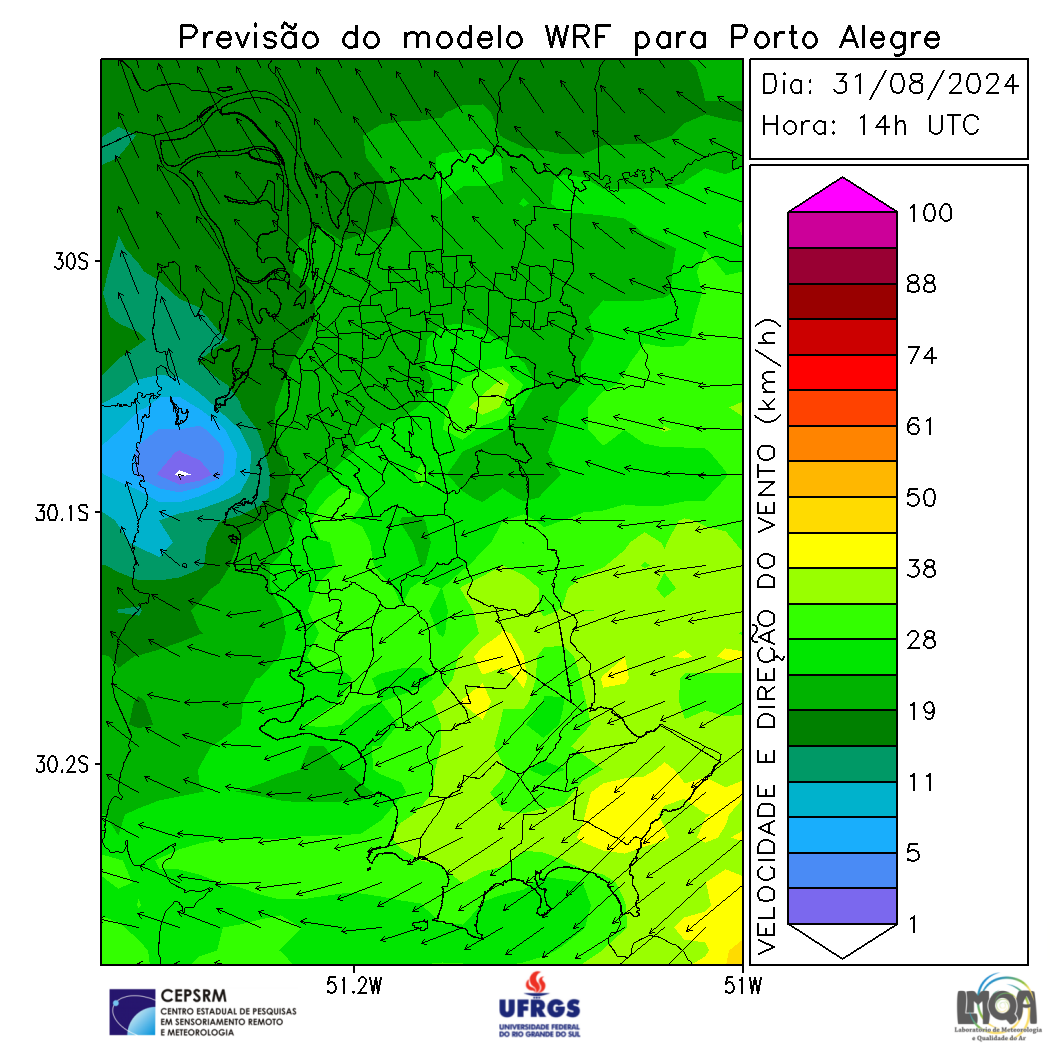 Previsão do modelo WRF para Porto Alegre
Dia: 31/08/2024
Hora: 14h UTC
30S
30.1S
30.2S
51.2W
51W
VELOCIDADE E DIREÇÃO DO VENTO (km/h)
100
88
74
61
50
38
28
19
11
5
1
CEPSRM
CENTRO ESTADUAL DE PESQUISAS
EM SENSORIAMENTO REMOTO
E METEOROLOGIA
UFRGS
UNIVERSIDADE FEDERAL
DO RIO GRANDE DO SUL
LMQA
Laboratório de Meteorologia
e Qualidade do Ar